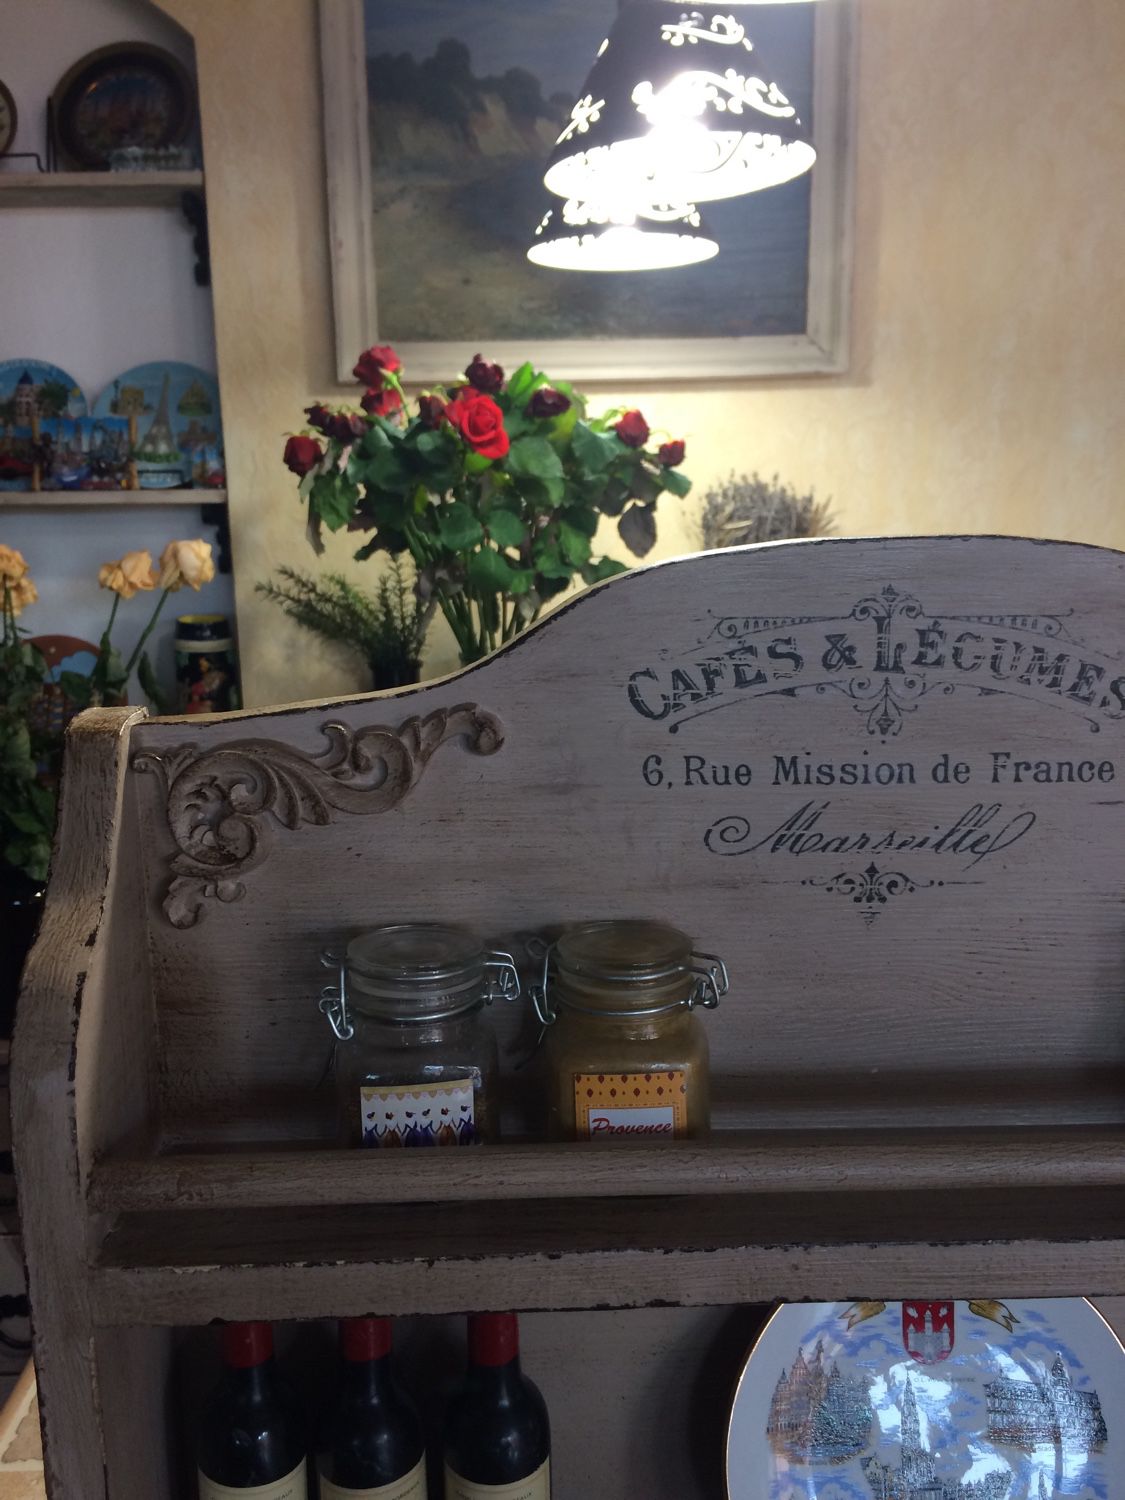 CAFÉS & LÉGUMES
6, Rue Mission de France
Marseille
Provence